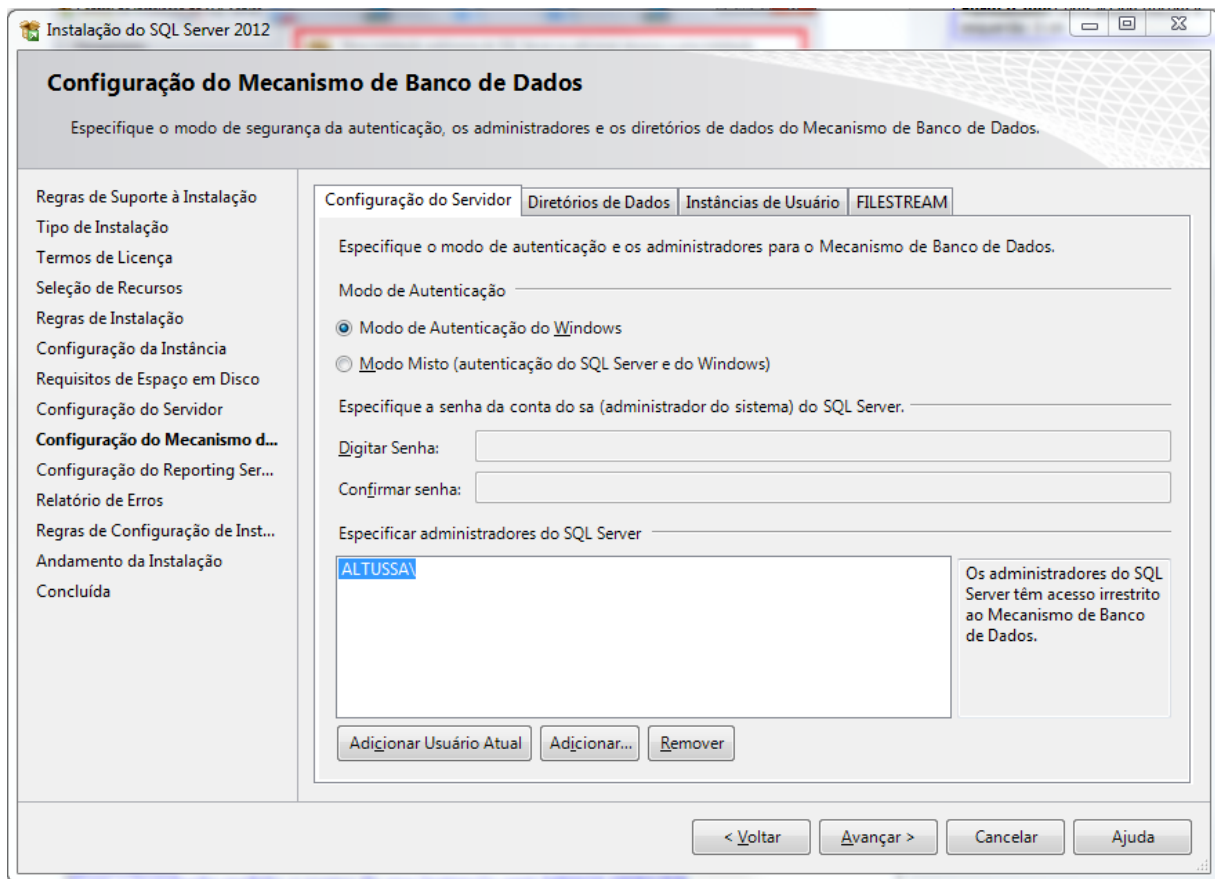 Instalação do SQL Server 2012
Configuração do Mecanismo de Banco de Dados
Especifique o modo de segurança da autenticação, os administradores e os diretórios de dados do Mecanismo de Banco de Dados.
Regras de Suporte à Instalação
Tipo de Instalação
Termos de Licença
Seleção de Recursos
Regras de Instalação
Configuração da Instância
Requisitos de Espaço em Disco
Configuração do Servidor
Configuração do Mecanismo d...
Configuração do Reporting Ser...
Relatório de Erros
Regras de Configuração de Inst...
Andamento da Instalação
Concluída
Configuração do Servidor Diretórios de Dados Instâncias de Usuário FILESTREAM
Especifique o modo de autenticação e os administradores para o Mecanismo de Banco de Dados.
Modo de Autenticação
Modo de Autenticação do Windows
Modo Misto (autenticação do SQL Server e do Windows)
Especifique a senha da conta do sa (administrador do sistema) do SQL Server.
Digitar Senha:
Confirmar senha:
Especificar administradores do SQL Server
ALTUSSA\
Os administradores do SQL
Server têm acesso irrestrito
ao Mecanismo de Banco
de Dados.
Adicionar Usuário Atual Adicionar... Remover
< Voltar Avançar > Cancelar Ajuda